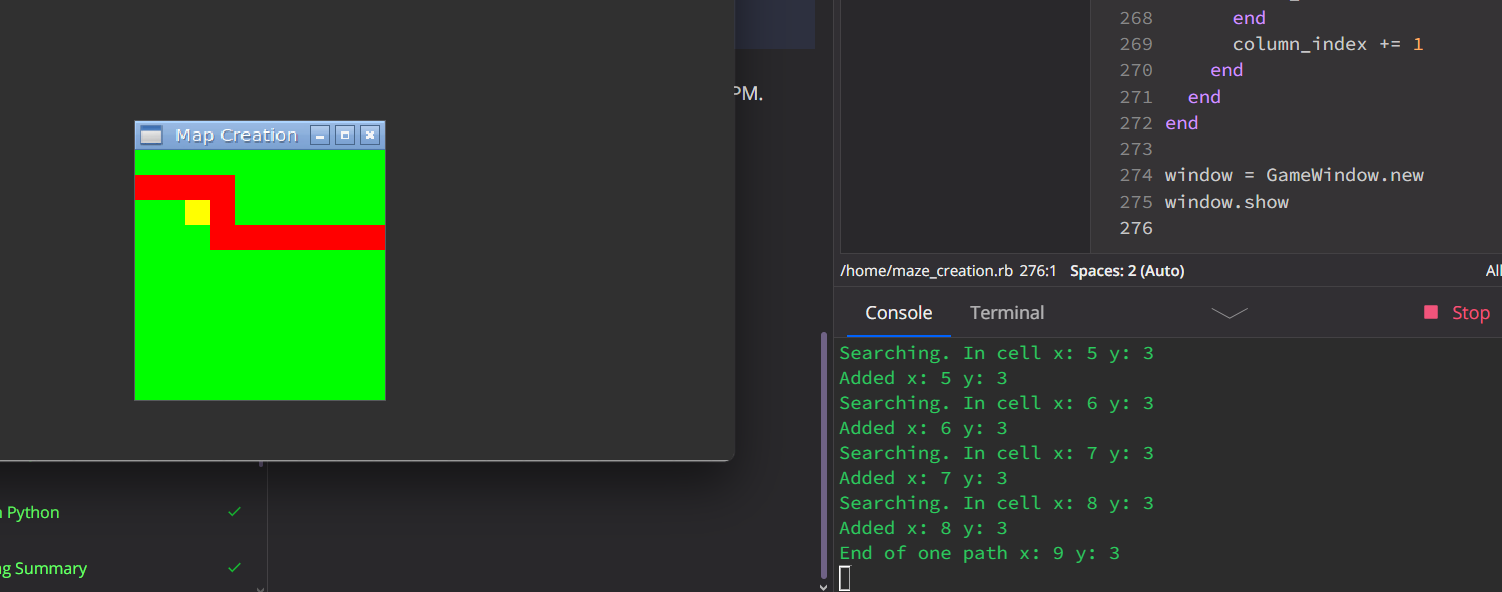 PM.
Map Creation
n Python
ng Summary
268 end
269 column_index += 1
270 end
271 end
272 end
273
274 window = GameWindow.new
275 window.show
276
/home/maze_creation.rb 276:1 Spaces: 2 (Auto) All
Console Terminal Stop
Searching. In cell x: 5 y: 3
Added x: 5 y: 3
Searching. In cell x: 6 y: 3
Added x: 6 y: 3
Searching. In cell x: 7 y: 3
Added x: 7 y: 3
Searching. In cell x: 8 y: 3
Added x: 8 y: 3
End of one path x: 9 y: 3